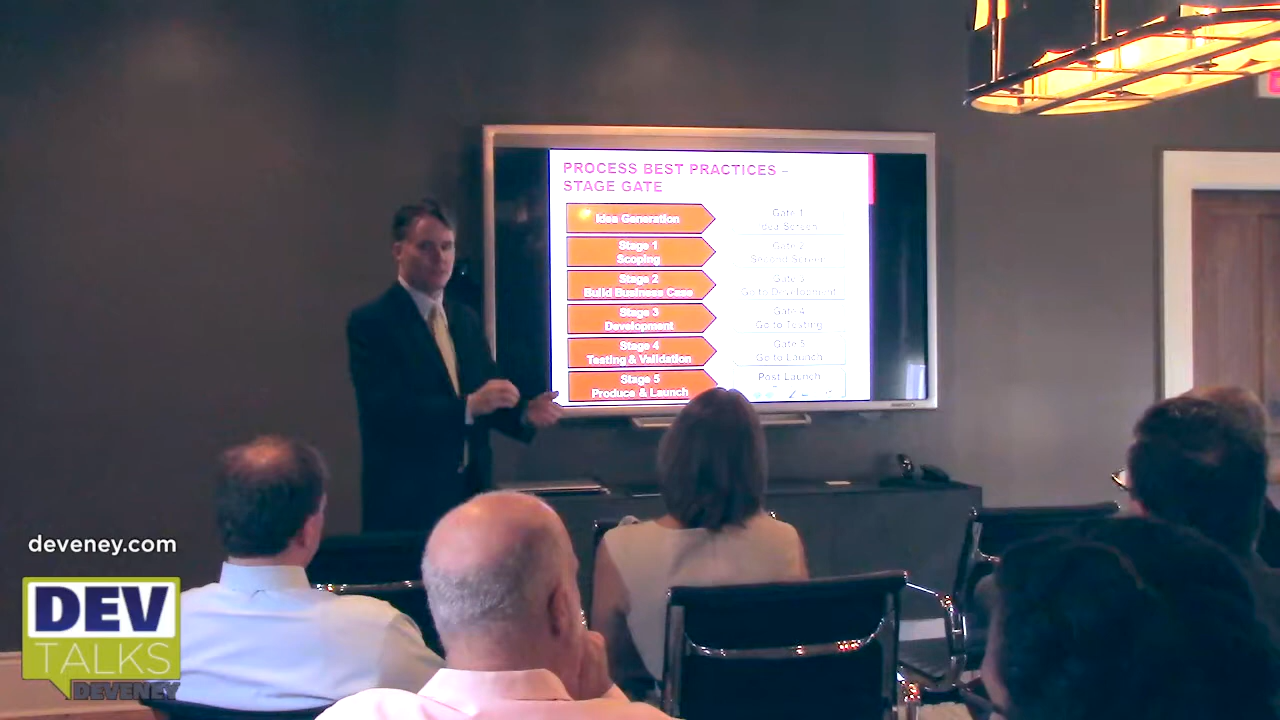 PROCESS BEST PRACTICES –
STAGE GATE
Idea Generation
Gate 1
Idea Screen
Stage 1
Scoping
Gate 2
Second Screen
Stage 2
Build Business Case
Gate 3
Go to Development
Stage 3
Development
Gate 4
Go to Testing
Stage 4
Testing & Validation
Gate 5
Go to Launch
Stage 5
Produce & Launch
Post Launch
deveney.com
DEV
TALKS
DEVENEY